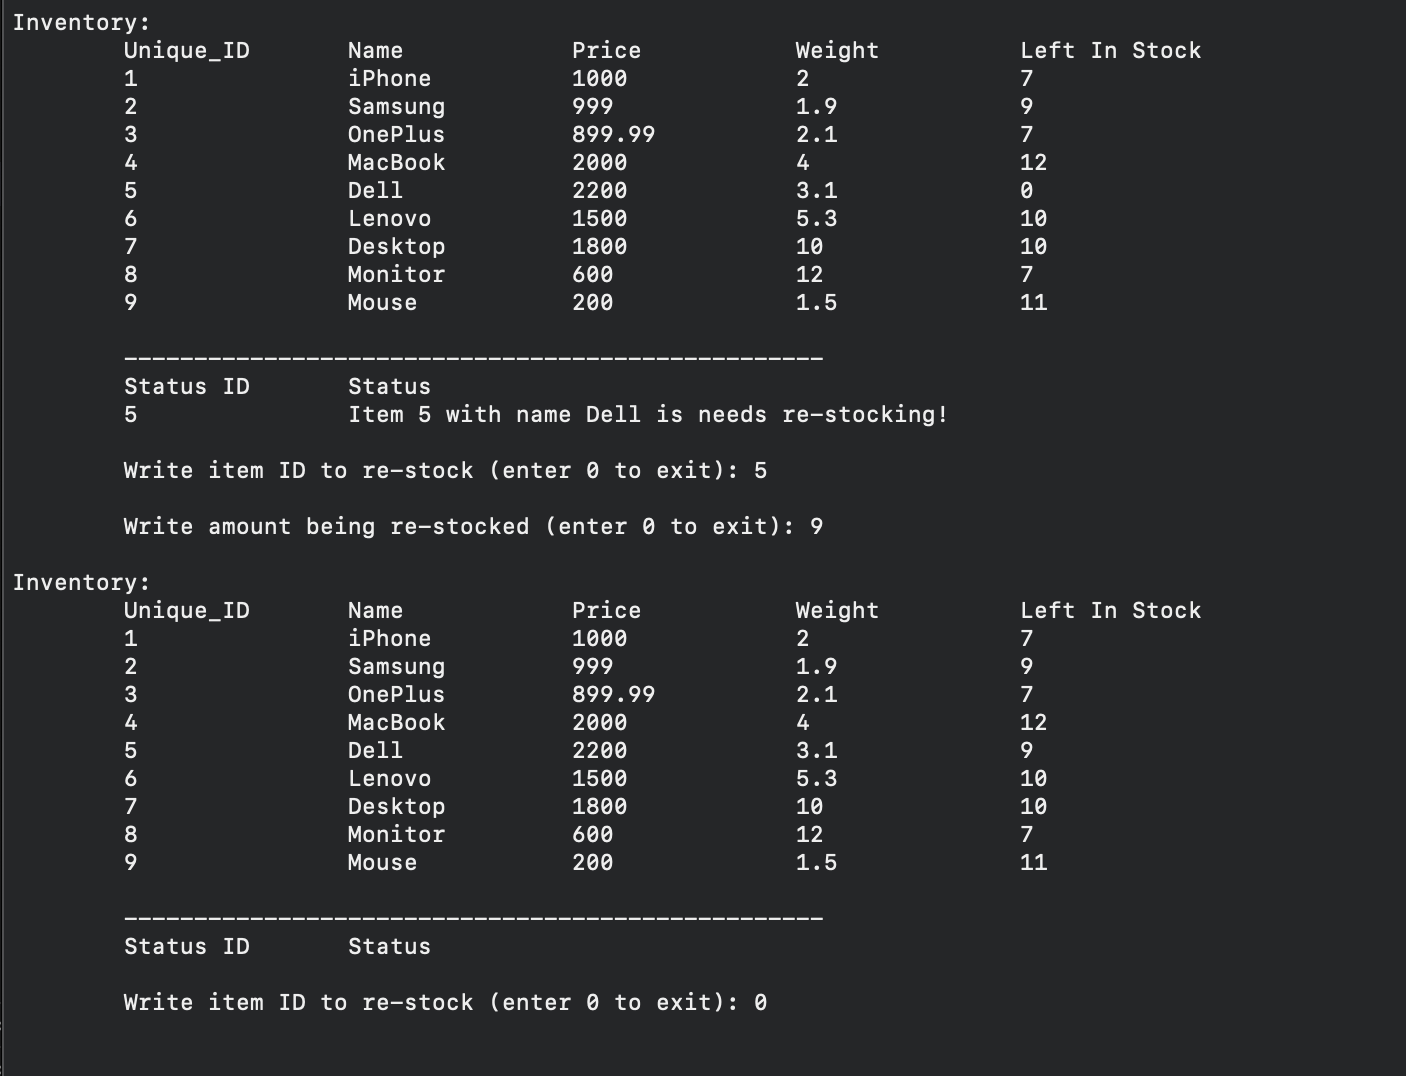 Inventory:
Unique_ID Name Price Weight Left In Stock
1 iPhone 1000 2 7
2 Samsung 999 1.9 9
3 OnePlus 899.99 2.1 7
4 MacBook 2000 4 12
5 Dell 2200 3.1 0
6 Lenovo 1500 5.3 10
7 Desktop 1800 10 10
8 Monitor 600 12 7
9 Mouse 200 1.5 11
--------------------------------------------------
Status ID Status
5 Item 5 with name Dell is needs re-stocking!
Write item ID to re-stock (enter 0 to exit): 5
Write amount being re-stocked (enter 0 to exit): 9
Inventory:
Unique_ID Name Price Weight Left In Stock
1 iPhone 1000 2 7
2 Samsung 999 1.9 9
3 OnePlus 899.99 2.1 7
4 MacBook 2000 4 12
5 Dell 2200 3.1 9
6 Lenovo 1500 5.3 10
7 Desktop 1800 10 10
8 Monitor 600 12 7
9 Mouse 200 1.5 11
--------------------------------------------------
Status ID Status
Write item ID to re-stock (enter 0 to exit): 0